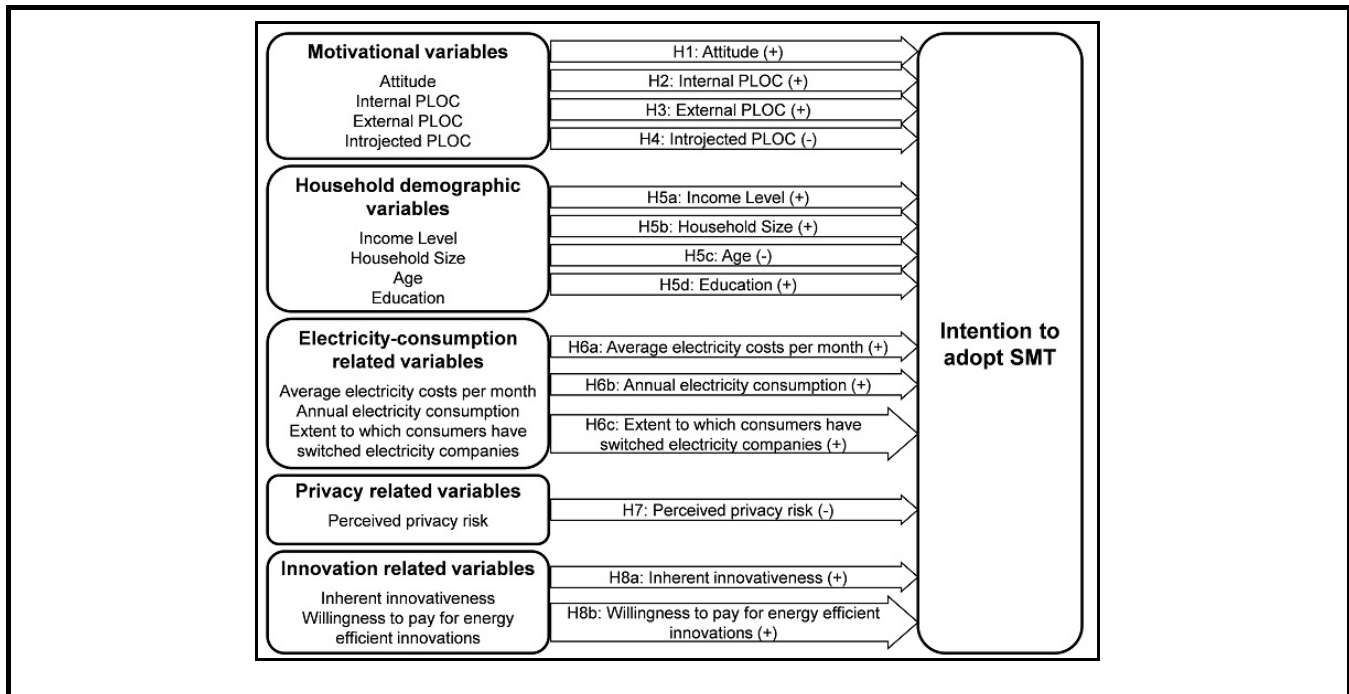 Motivational variables
Attitude
Internal PLOC
External PLOC
Introjected PLOC
H1: Attitude (+)
H2: Internal PLOC (+)
H3: External PLOC (+)
H4: Introjected PLOC (-)
Household demographic
variables
Income Level
Household Size
Age
Education
H5a: Income Level (+)
H5b: Household Size (+)
H5c: Age (-)
H5d: Education (+)
Electricity-consumption
related variables
Average electricity costs per month
Annual electricity consumption
Extent to which consumers have
switched electricity companies
H6a: Average electricity costs per month (+)
H6b: Annual electricity consumption (+)
H6c: Extent to which consumers have
switched electricity companies (+)
Privacy related variables
Perceived privacy risk
H7: Perceived privacy risk (-)
Innovation related variables
Inherent innovativeness
Willingness to pay for energy
efficient innovations
H8a: Inherent innovativeness (+)
H8b: Willingness to pay for energy efficient
innovations (+)
Intention to
adopt SMT